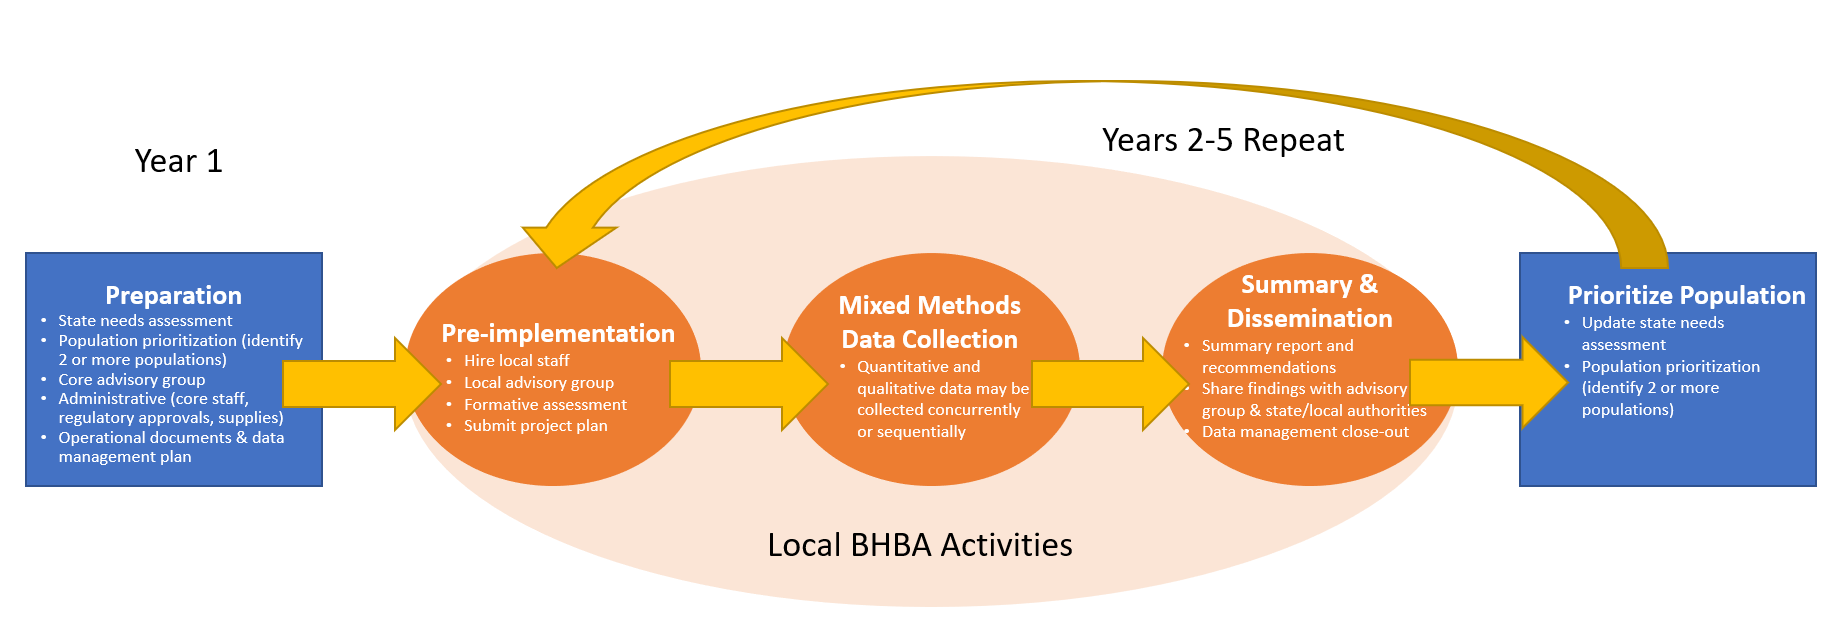 Year 1
Years 2-5 Repeat
Preparation
• State needs assessment
• Population prioritization (identify
2 or more populations)
• Core advisory group
• Administrative (core staff,
regulatory approvals, supplies)
• Operational documents & data
management plan
Pre-implementation
• Hire local staff
• Local advisory group
• Formative assessment
• Submit project plan
Mixed Methods
Data Collection
• Quantitative and
qualitative data may be
collected concurrently
or sequentially
Summary &
Dissemination
• Summary report and
recommendations
• Share findings with advisory
group & state/local authorities
• Data management close-out
Prioritize Population
• Update state needs
assessment
• Population prioritization
(identify 2 or more
populations)
Local BHBA Activities